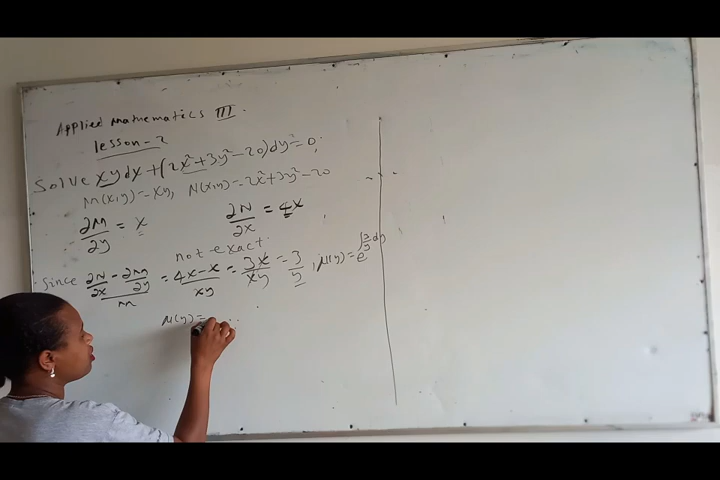 Applied Mathematics III.
lesson-2
Solve xydx+(2x²+3y²-20)dy=0,
M(x,y)=xy, N(x,y)=2x²+3y²-20
∂M/∂y = x ∂N/∂x = 4x
not exact
Since (∂N/∂x - ∂M/∂y)/M = (4x-x)/xy = 3x/xy = 3/y, μ(y)=e^∫3/y dy
μ(y)=